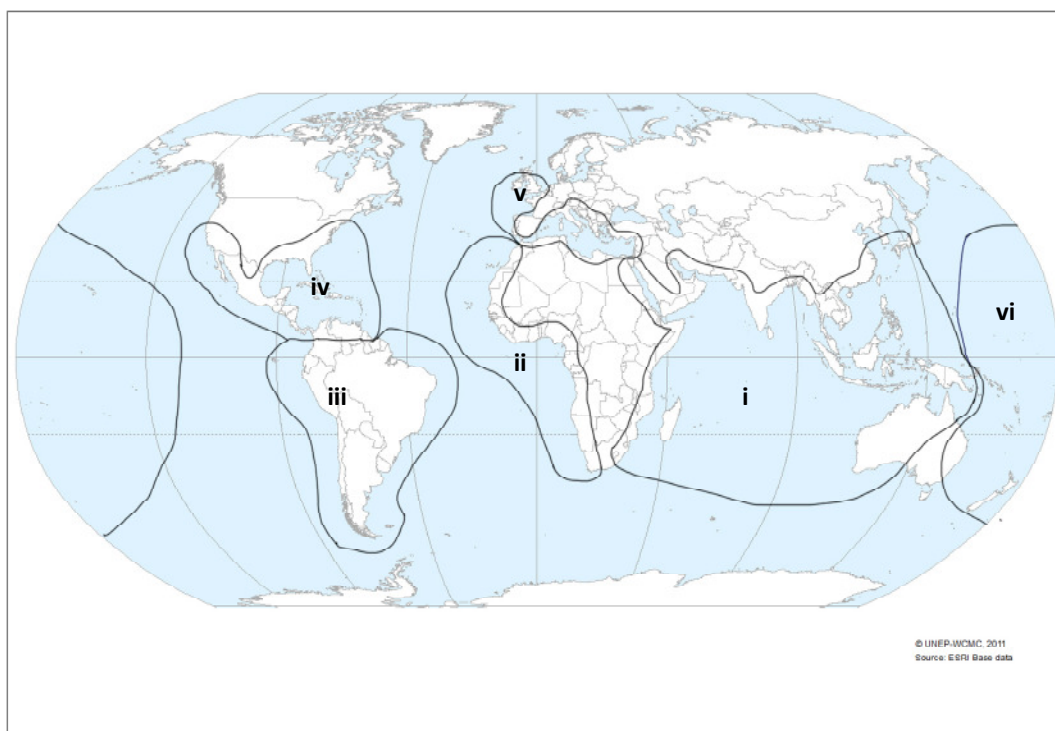 v
iv
vi
ii
iii
i
© UNEP-WCMC, 2011
Source: ESRI Base data